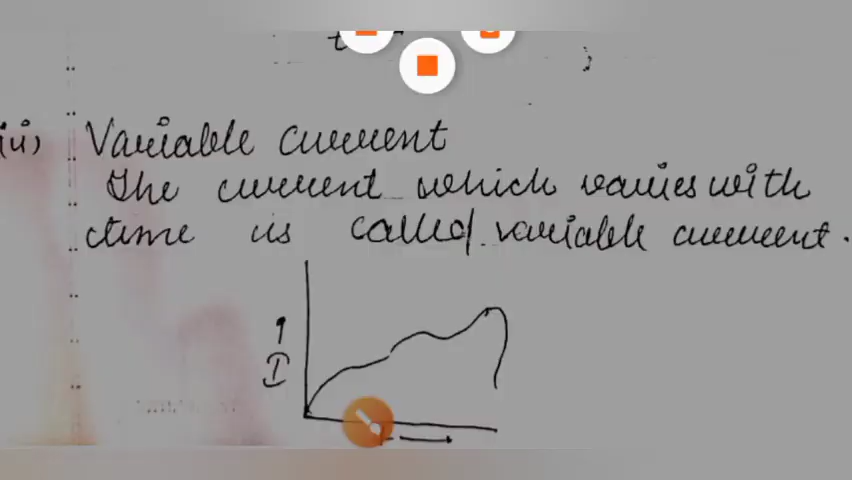 (ii) Variable current
The current which varies with
time is called variable current.
I